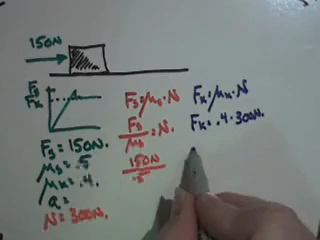 150N
Fs
Fk
Fs = 150N.
μs = .5
μk = .4
a =
N = 300N.
Fs = μs · N
Fs/μs = N.
150N/.5
Fk = μk · N
Fk = .4 · 300N.